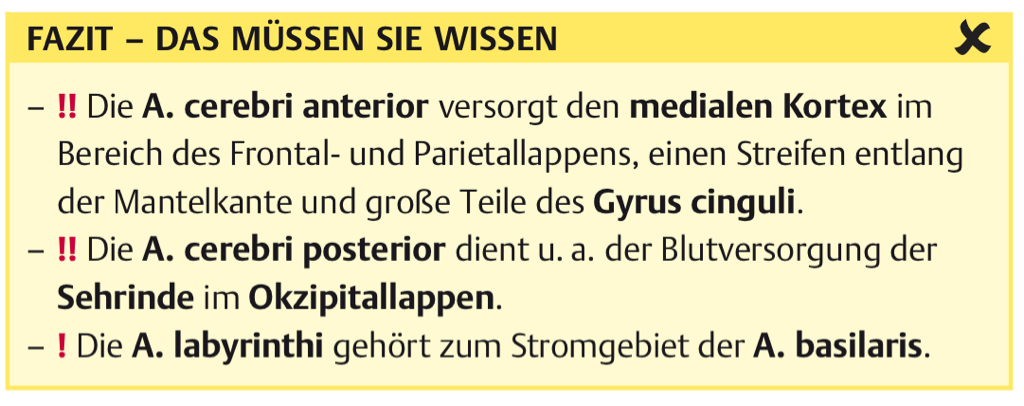 FAZIT – DAS MÜSSEN SIE WISSEN
– !! Die A. cerebri anterior versorgt den medialen Kortex im
Bereich des Frontal- und Parietallappens, einen Streifen entlang
der Mantelkante und große Teile des Gyrus cinguli.
– !! Die A. cerebri posterior dient u. a. der Blutversorgung der
Sehrinde im Okzipitallappen.
– ! Die A. labyrinthi gehört zum Stromgebiet der A. basilaris.